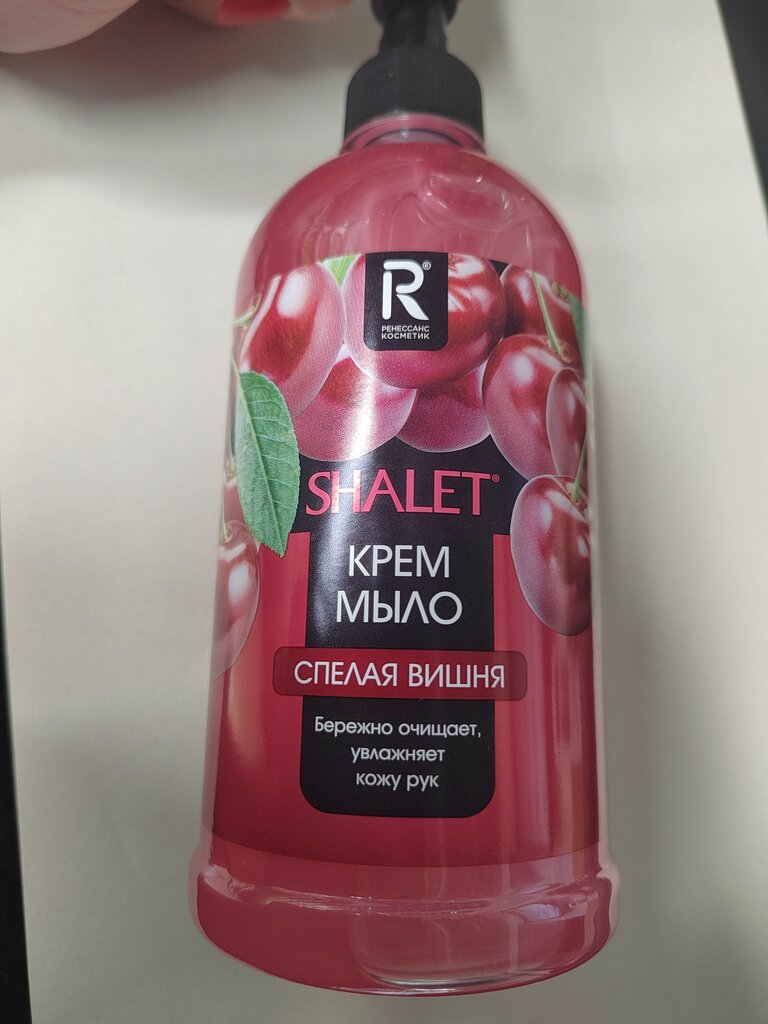 R®
РЕНЕССАНС
КОСМЕТИК
SHALET®
КРЕМ
МЫЛО
СПЕЛАЯ ВИШНЯ
Бережно очищает,
увлажняет
кожу рук